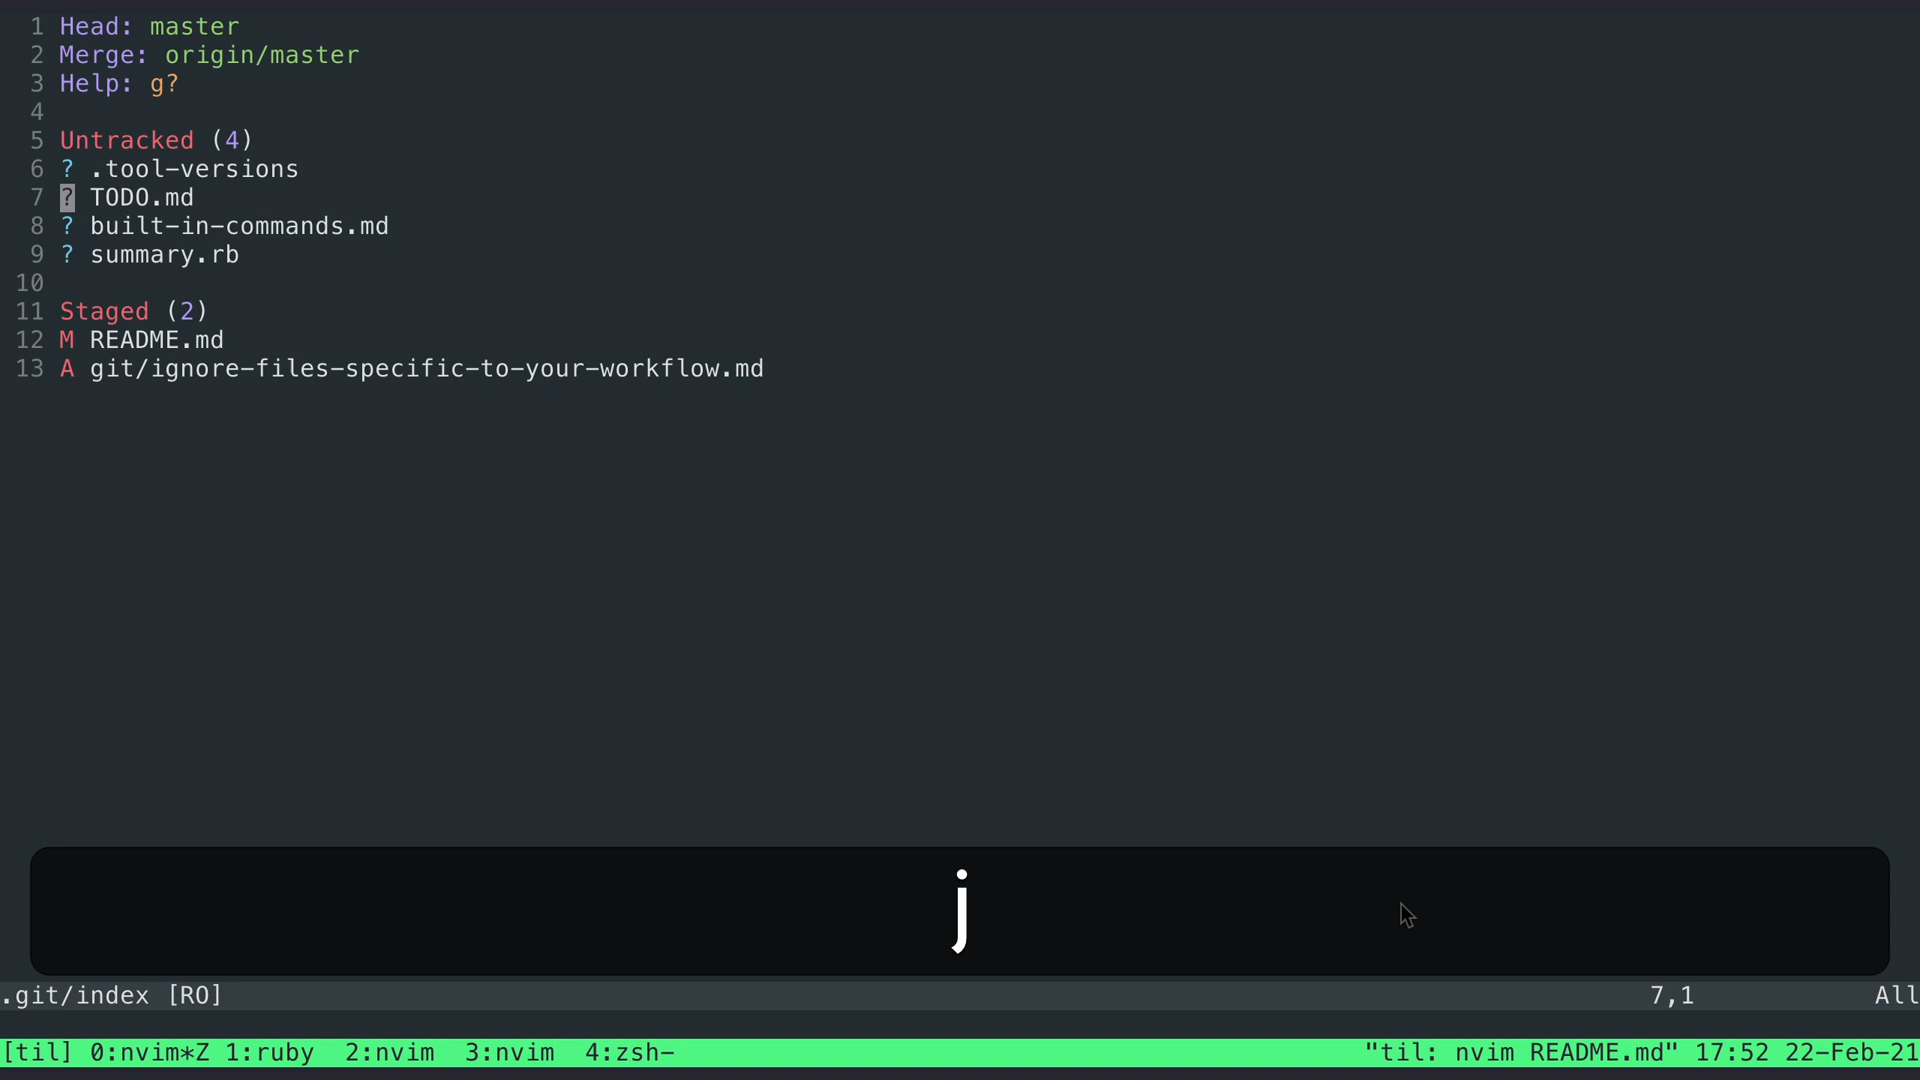 1 Head: master
2 Merge: origin/master
3 Help: g?
4
5 Untracked (4)
6 ? .tool-versions
7 ? TODO.md
8 ? built-in-commands.md
9 ? summary.rb
10
11 Staged (2)
12 M README.md
13 A git/ignore-files-specific-to-your-workflow.md
j
.git/index [RO] 7,1 All
[til] 0:nvim*Z 1:ruby 2:nvim 3:nvim 4:zsh- "til: nvim README.md" 17:52 22-Feb-21